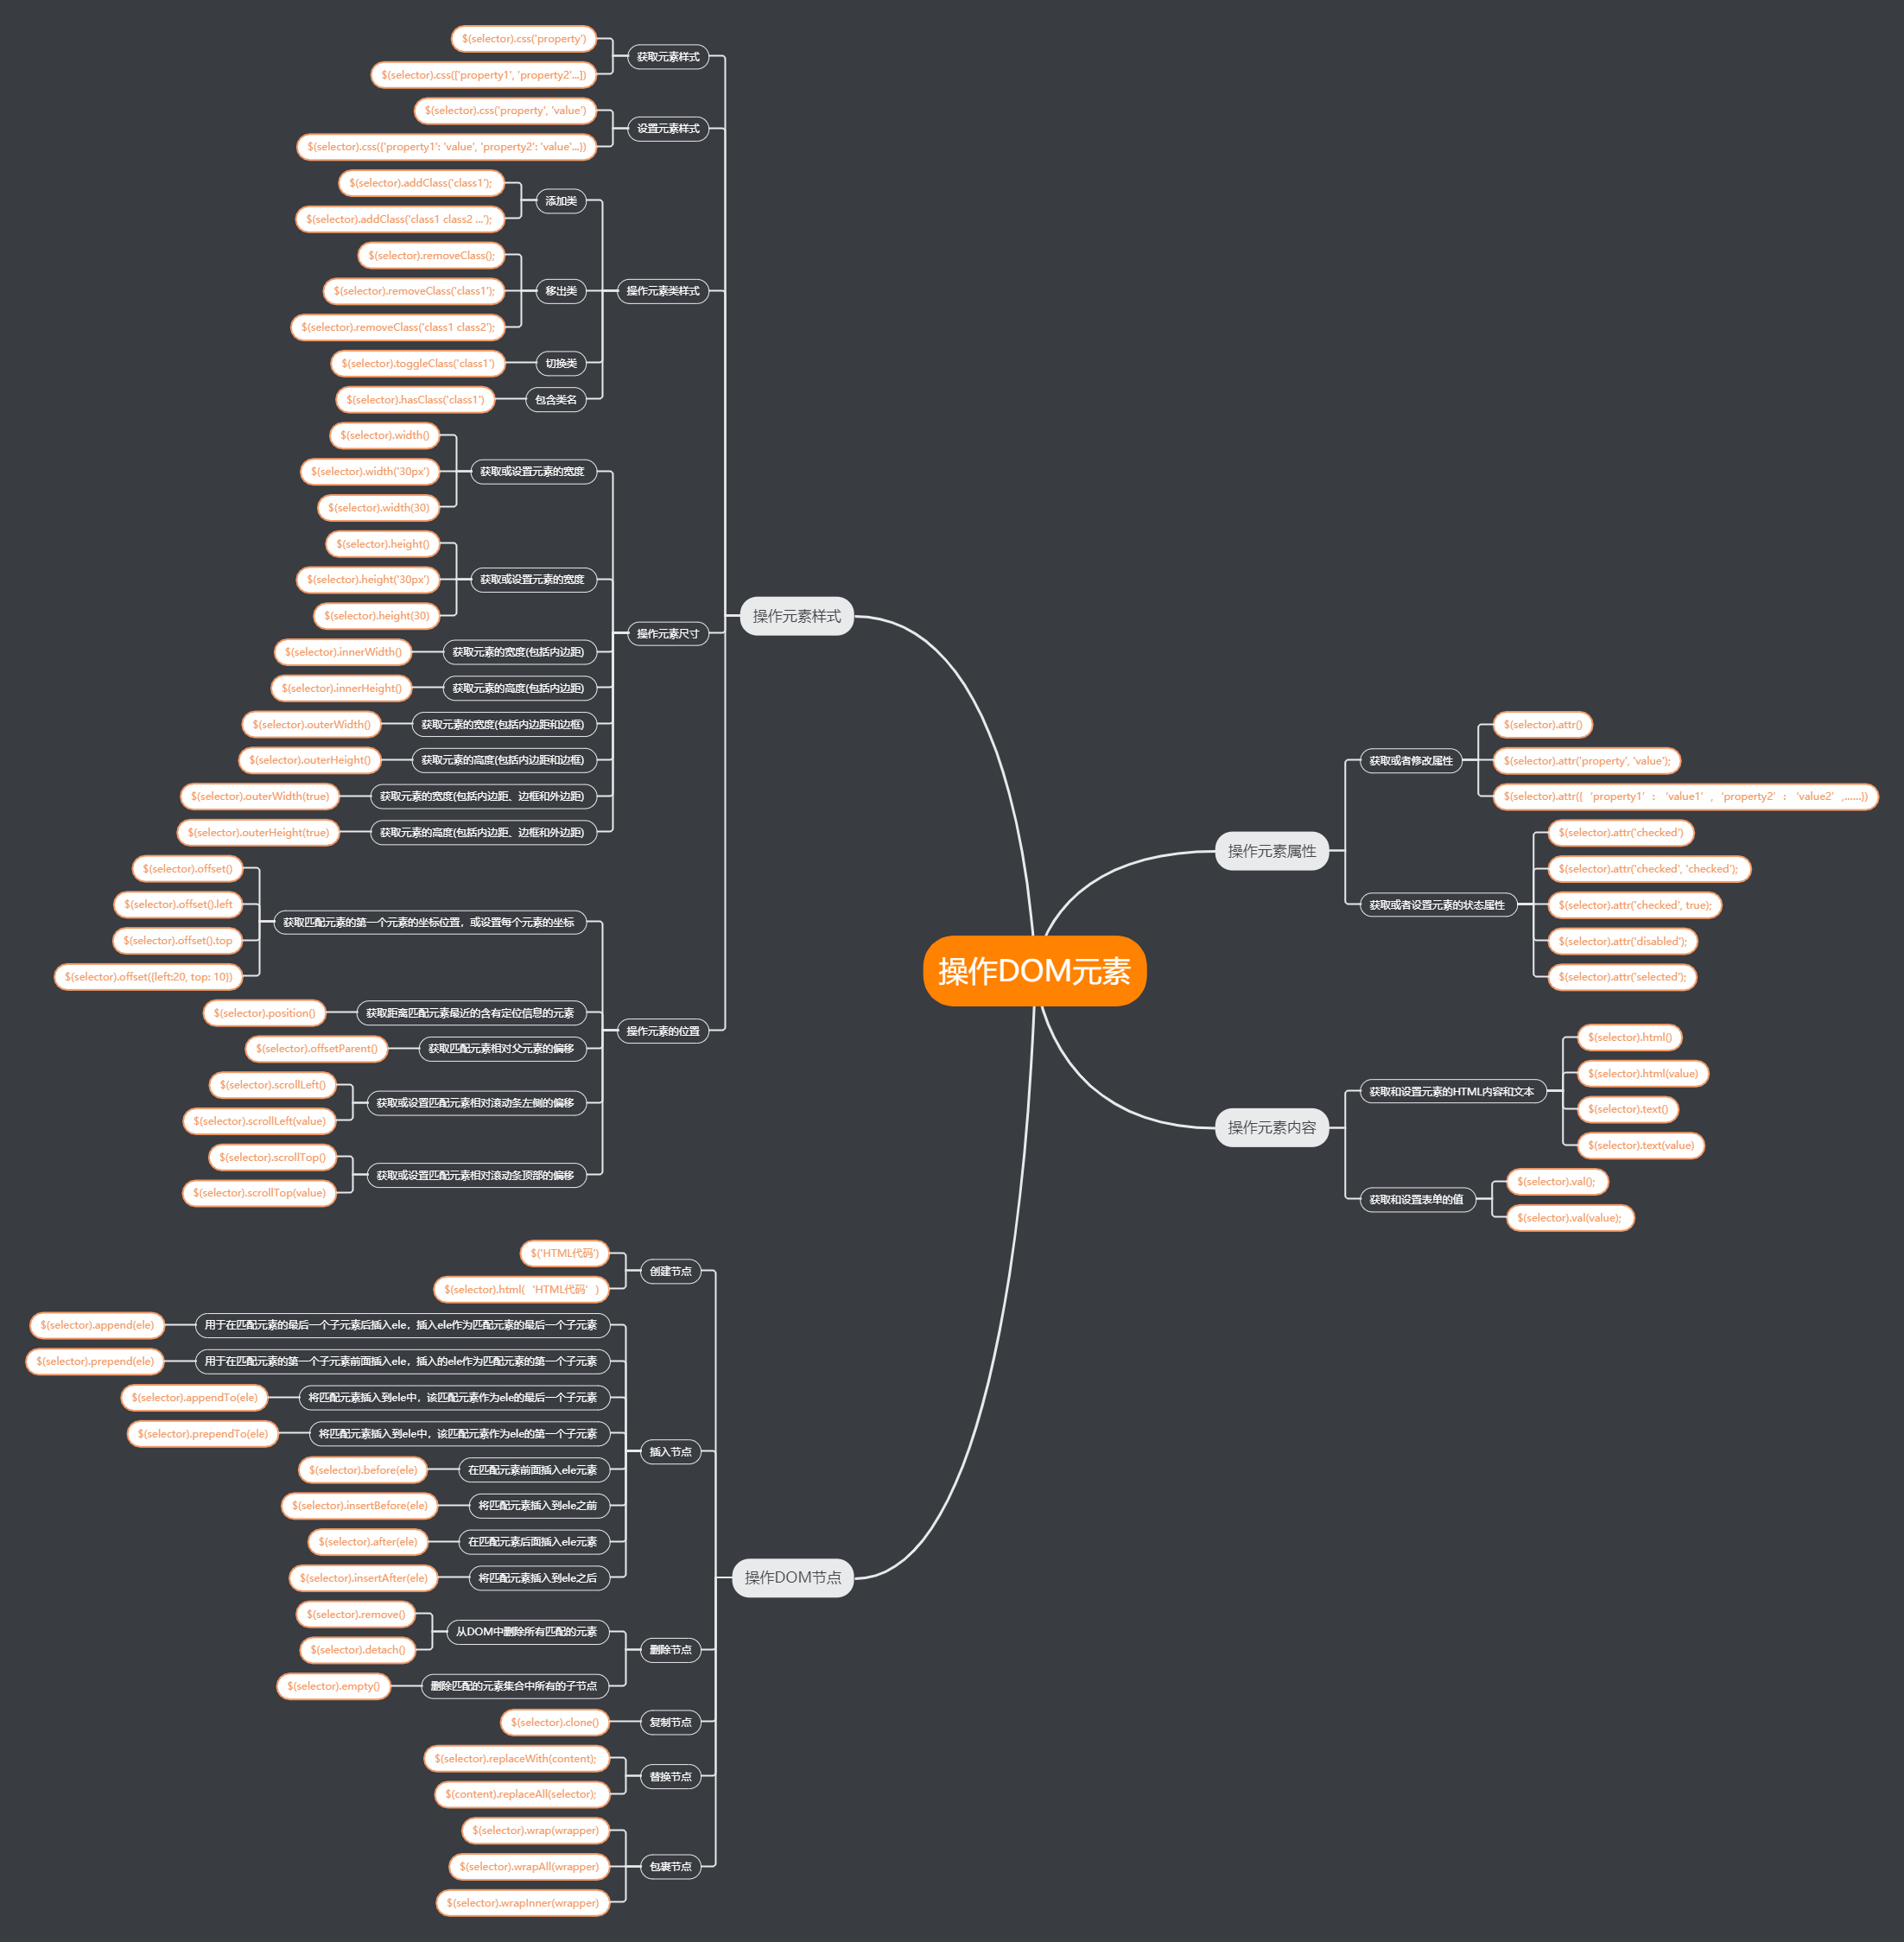 操作DOM元素
操作元素样式
获取元素样式
$(selector).css('property')
$(selector).css(['property1', 'property2'...])
设置元素样式
$(selector).css('property', 'value')
$(selector).css({'property1': 'value', 'property2': 'value'...})
操作元素类样式
添加类
$(selector).addClass('class1');
$(selector).addClass('class1 class2 ...');
移出类
$(selector).removeClass();
$(selector).removeClass('class1');
$(selector).removeClass('class1 class2');
切换类
$(selector).toggleClass('class1')
包含类名
$(selector).hasClass('class1')
操作元素尺寸
获取或设置元素的宽度
$(selector).width()
$(selector).width('30px')
$(selector).width(30)
获取或设置元素的宽度
$(selector).height()
$(selector).height('30px')
$(selector).height(30)
获取元素的宽度(包括内边距)
$(selector).innerWidth()
获取元素的高度(包括内边距)
$(selector).innerHeight()
获取元素的宽度(包括内边距和边框)
$(selector).outerWidth()
获取元素的高度(包括内边距和边框)
$(selector).outerHeight()
获取元素的宽度(包括内边距、边框和外边距)
$(selector).outerWidth(true)
获取元素的高度(包括内边距、边框和外边距)
$(selector).outerHeight(true)
操作元素的位置
获取匹配元素的第一个元素的坐标位置，或设置每个元素的坐标
$(selector).offset()
$(selector).offset().left
$(selector).offset().top
$(selector).offset({left:20, top: 10})
获取距离匹配元素最近的含有定位信息的元素
$(selector).position()
获取匹配元素相对父元素的偏移
$(selector).offsetParent()
获取或设置匹配元素相对滚动条左侧的偏移
$(selector).scrollLeft()
$(selector).scrollLeft(value)
获取或设置匹配元素相对滚动条顶部的偏移
$(selector).scrollTop()
$(selector).scrollTop(value)
操作元素属性
获取或者修改属性
$(selector).attr()
$(selector).attr('property', 'value');
$(selector).attr({ ‘property1’ : ‘value1’ , ‘property2’ : ‘value2’ ,......})
获取或者设置元素的状态属性
$(selector).attr('checked')
$(selector).attr('checked', 'checked');
$(selector).attr('checked', true);
$(selector).attr('disabled');
$(selector).attr('selected');
操作元素内容
获取和设置元素的HTML内容和文本
$(selector).html()
$(selector).html(value)
$(selector).text()
$(selector).text(value)
获取和设置表单的值
$(selector).val();
$(selector).val(value);
操作DOM节点
创建节点
$('HTML代码')
$(selector).html( ‘HTML代码’ )
插入节点
用于在匹配元素的最后一个子元素后插入ele，插入ele作为匹配元素的最后一个子元素
$(selector).append(ele)
用于在匹配元素的第一个子元素前面插入ele，插入的ele作为匹配元素的第一个子元素
$(selector).prepend(ele)
将匹配元素插入到ele中，该匹配元素作为ele的最后一个子元素
$(selector).appendTo(ele)
将匹配元素插入到ele中，该匹配元素作为ele的第一个子元素
$(selector).prependTo(ele)
在匹配元素前面插入ele元素
$(selector).before(ele)
将匹配元素插入到ele之前
$(selector).insertBefore(ele)
在匹配元素后面插入ele元素
$(selector).after(ele)
将匹配元素插入到ele之后
$(selector).insertAfter(ele)
删除节点
从DOM中删除所有匹配的元素
$(selector).remove()
$(selector).detach()
删除匹配的元素集合中所有的子节点
$(selector).empty()
复制节点
$(selector).clone()
替换节点
$(selector).replaceWith(content);
$(content).replaceAll(selector);
包裹节点
$(selector).wrap(wrapper)
$(selector).wrapAll(wrapper)
$(selector).wrapInner(wrapper)